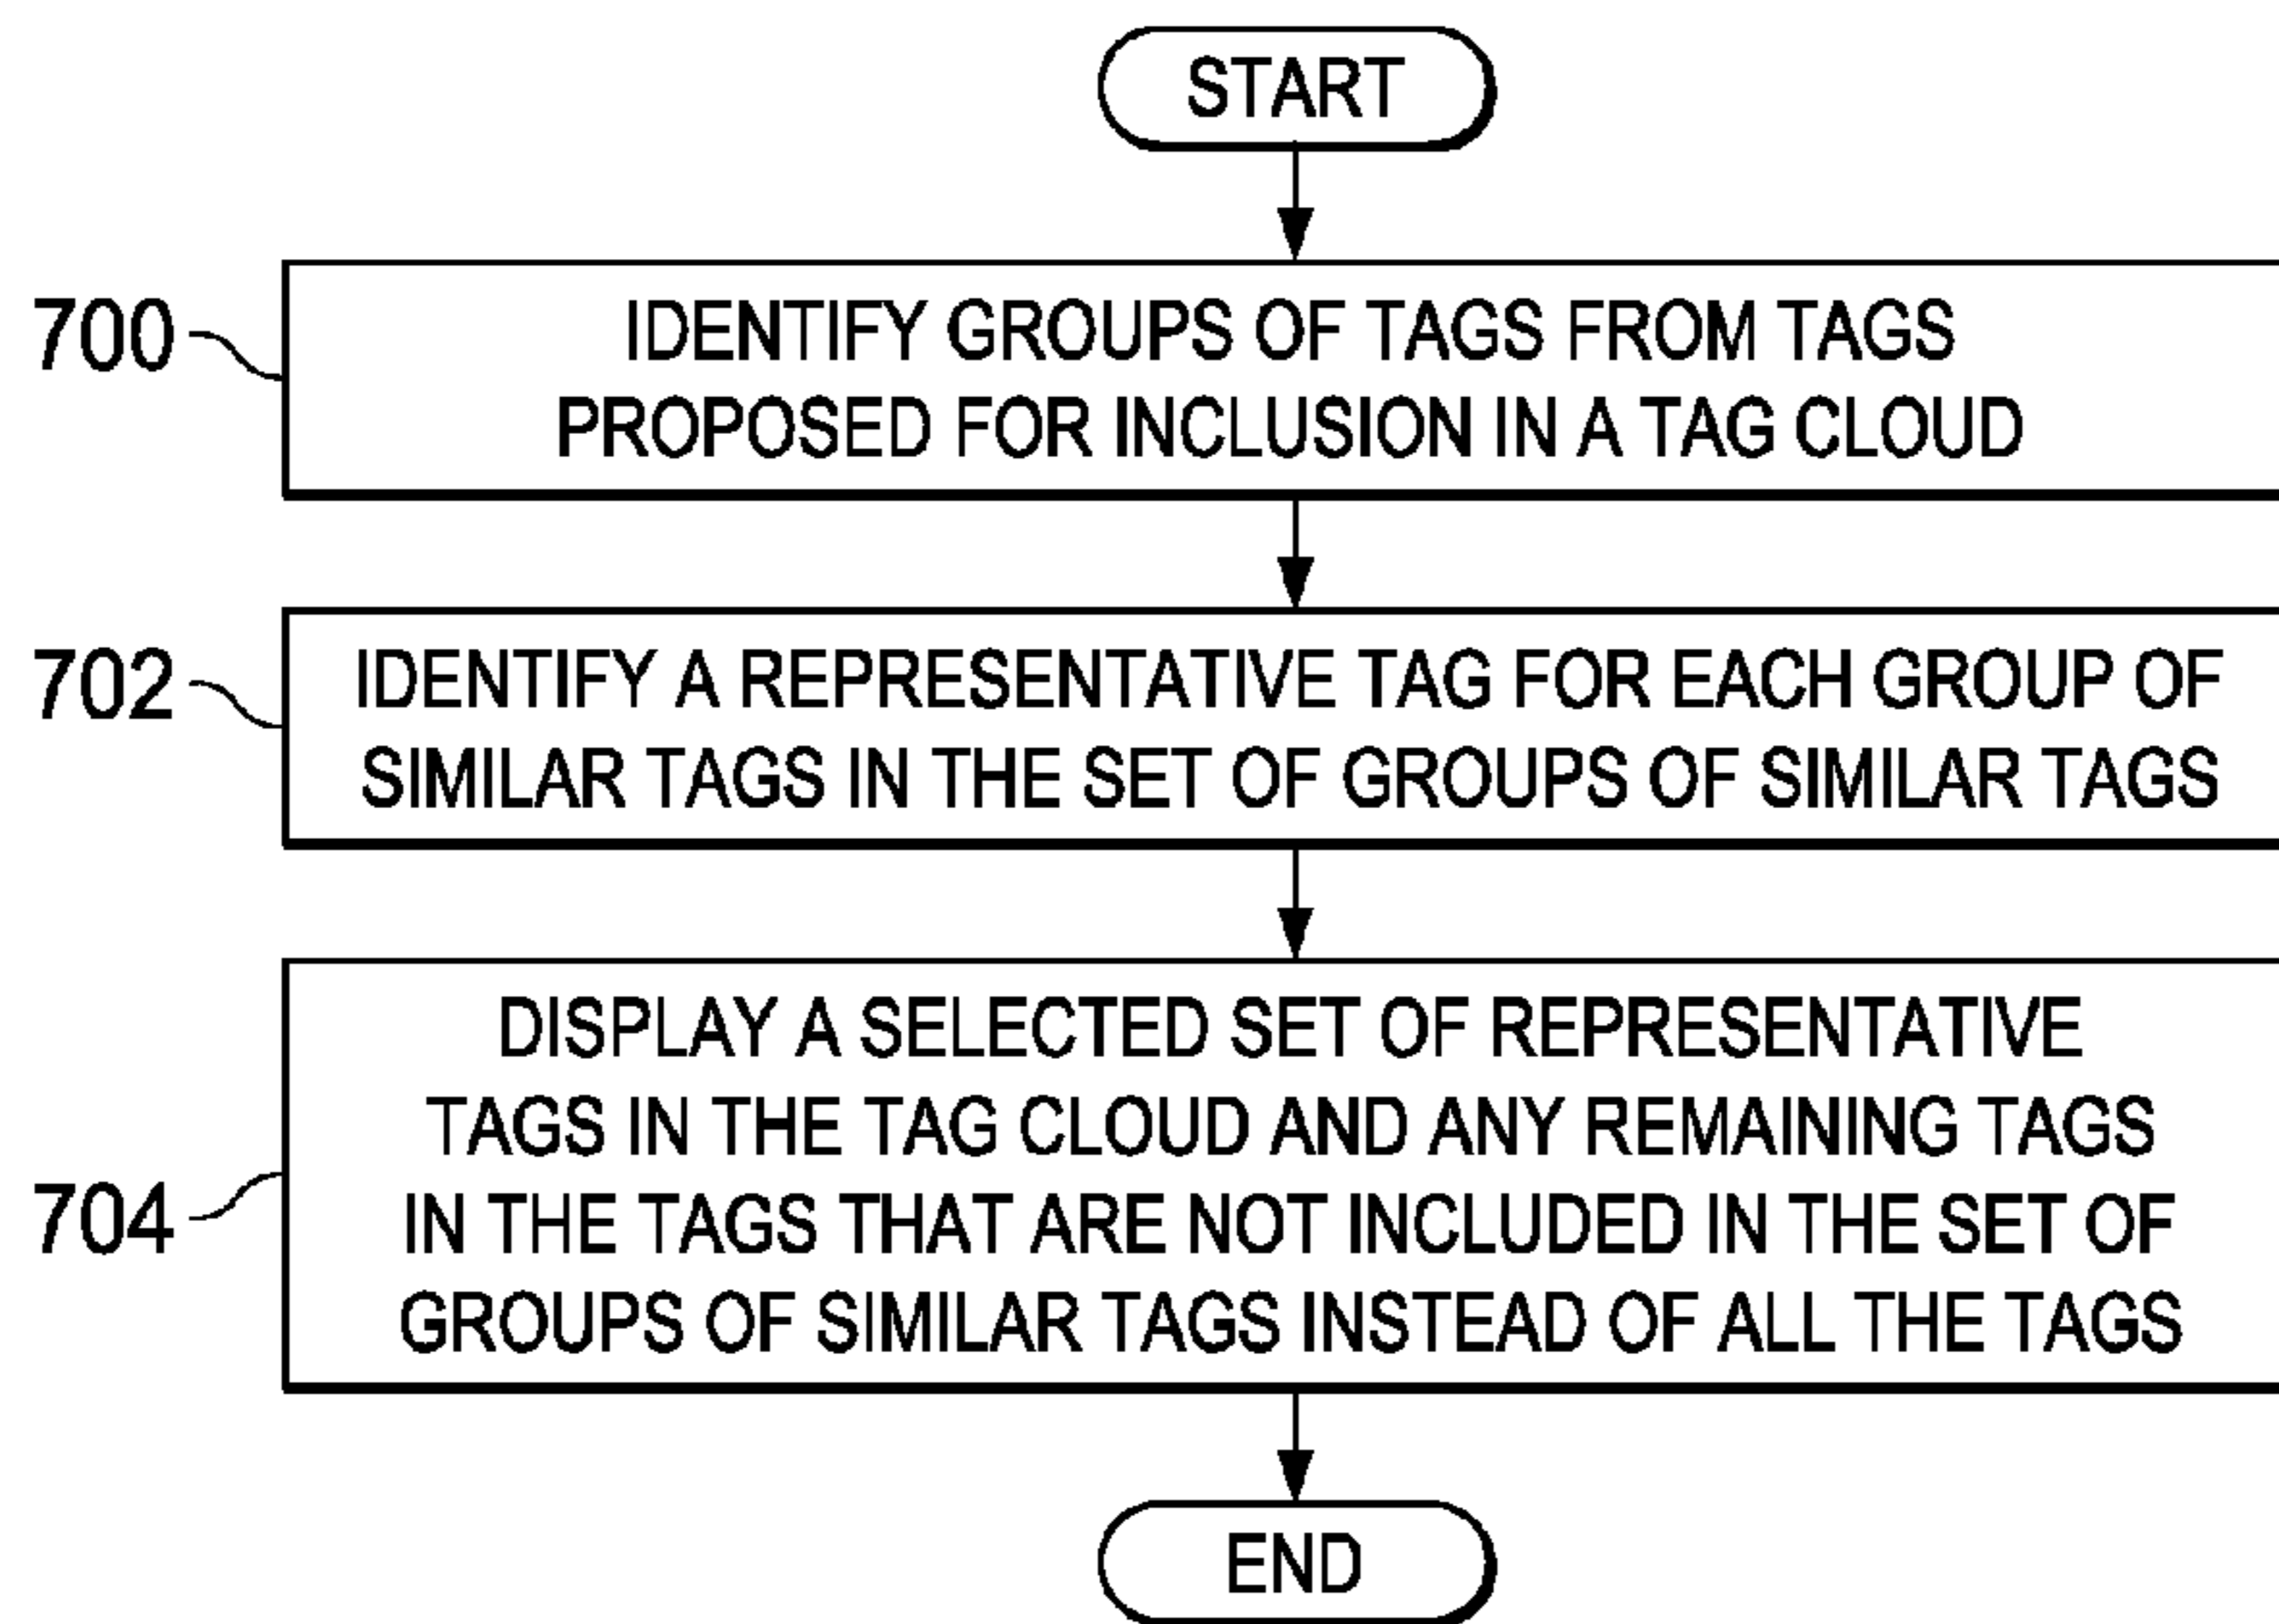 START
700
IDENTIFY GROUPS OF TAGS FROM TAGS
PROPOSED FOR INCLUSION IN A TAG CLOUD
702
IDENTIFY A REPRESENTATIVE TAG FOR EACH GROUP OF
SIMILAR TAGS IN THE SET OF GROUPS OF SIMILAR TAGS
704
DISPLAY A SELECTED SET OF REPRESENTATIVE
TAGS IN THE TAG CLOUD AND ANY REMAINING TAGS
IN THE TAGS THAT ARE NOT INCLUDED IN THE SET OF
GROUPS OF SIMILAR TAGS INSTEAD OF ALL THE TAGS
END